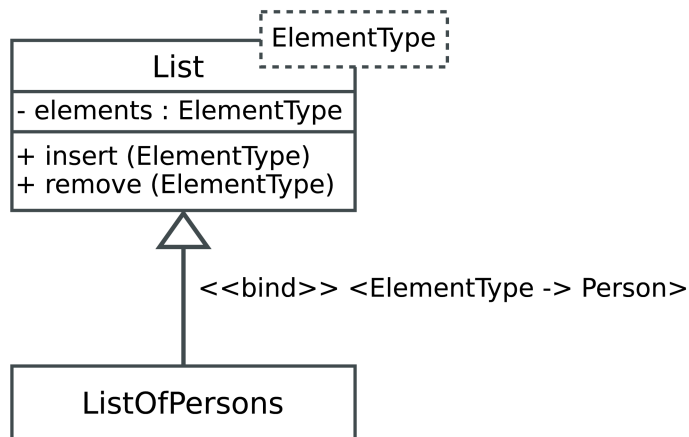 ElementType
List
- elements : ElementType
+ insert (ElementType)
+ remove (ElementType)
<<bind>> <ElementType -> Person>
ListOfPersons